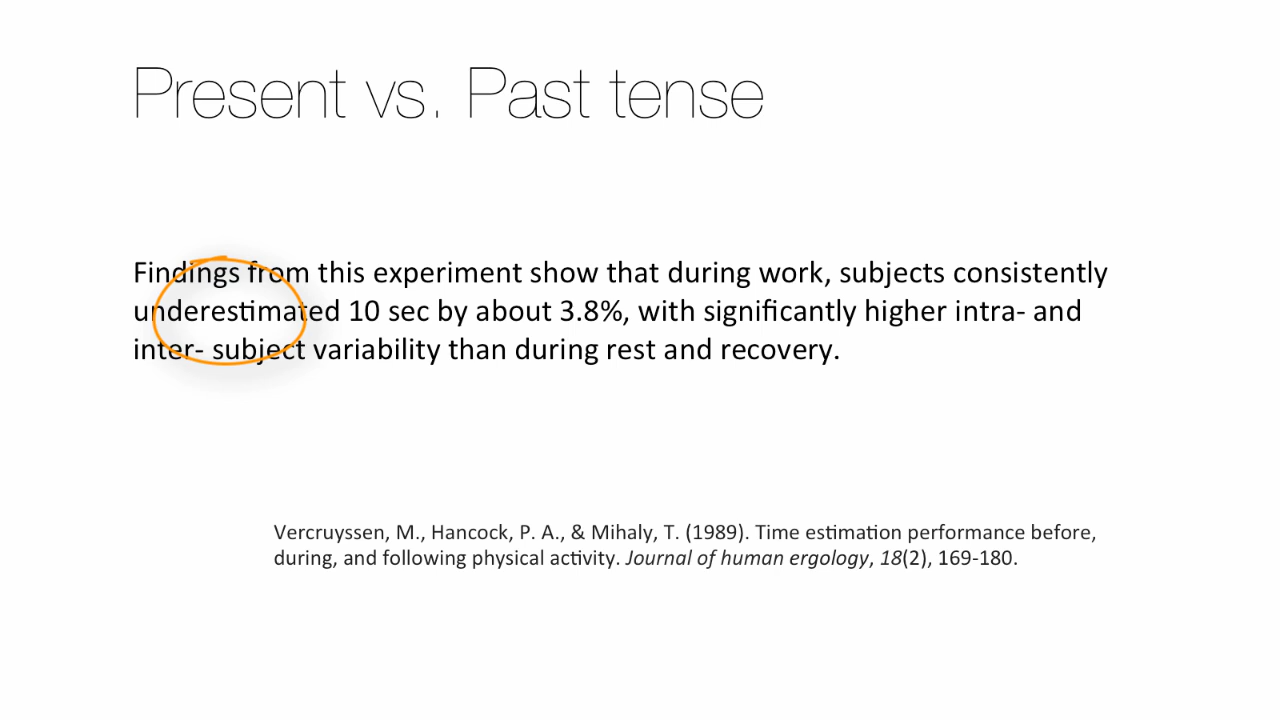 Present vs. Past tense
Findings from this experiment show that during work, subjects consistently
underestimated 10 sec by about 3.8%, with significantly higher intra- and
inter- subject variability than during rest and recovery.
Vercruyssen, M., Hancock, P. A., & Mihaly, T. (1989). Time estimation performance before,
during, and following physical activity. Journal of human ergology, 18(2), 169-180.